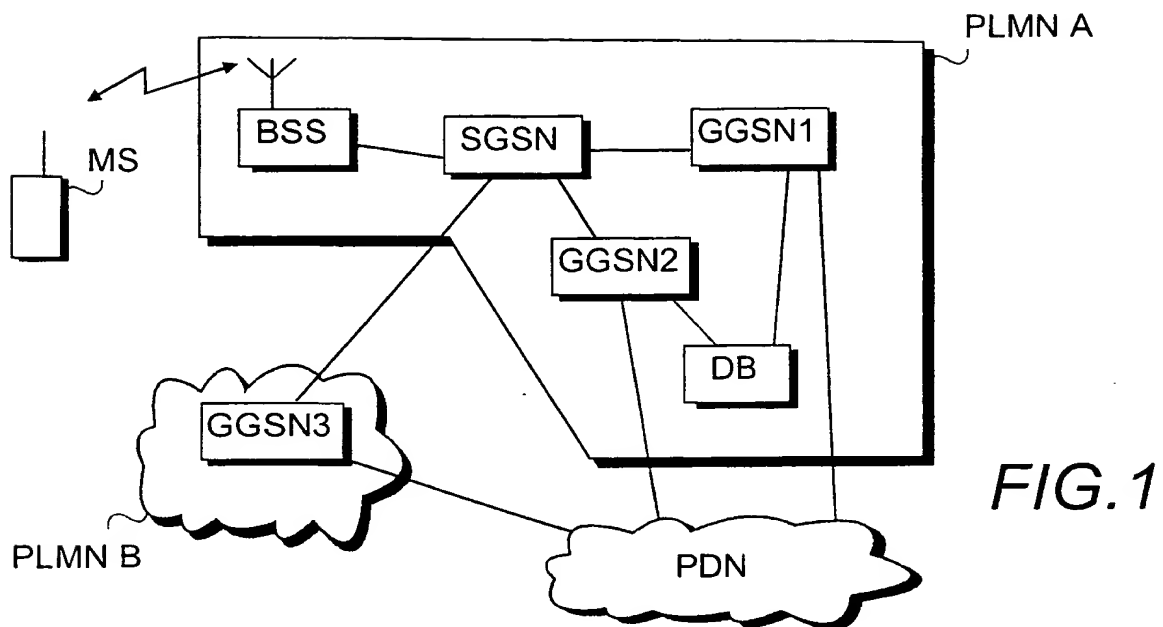 PLMN A
BSS
SGSN
GGSN1
MS
GGSN2
DB
GGSN3
FIG.1
PLMN B
PDN